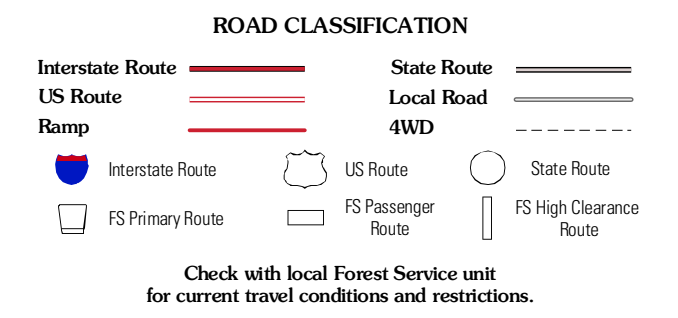 ROAD CLASSIFICATION
Interstate Route
State Route
US Route
Local Road
Ramp
4WD
Interstate Route
US Route
State Route
FS Primary Route
FS Passenger
Route
FS High Clearance
Route
Check with local Forest Service unit
for current travel conditions and restrictions.